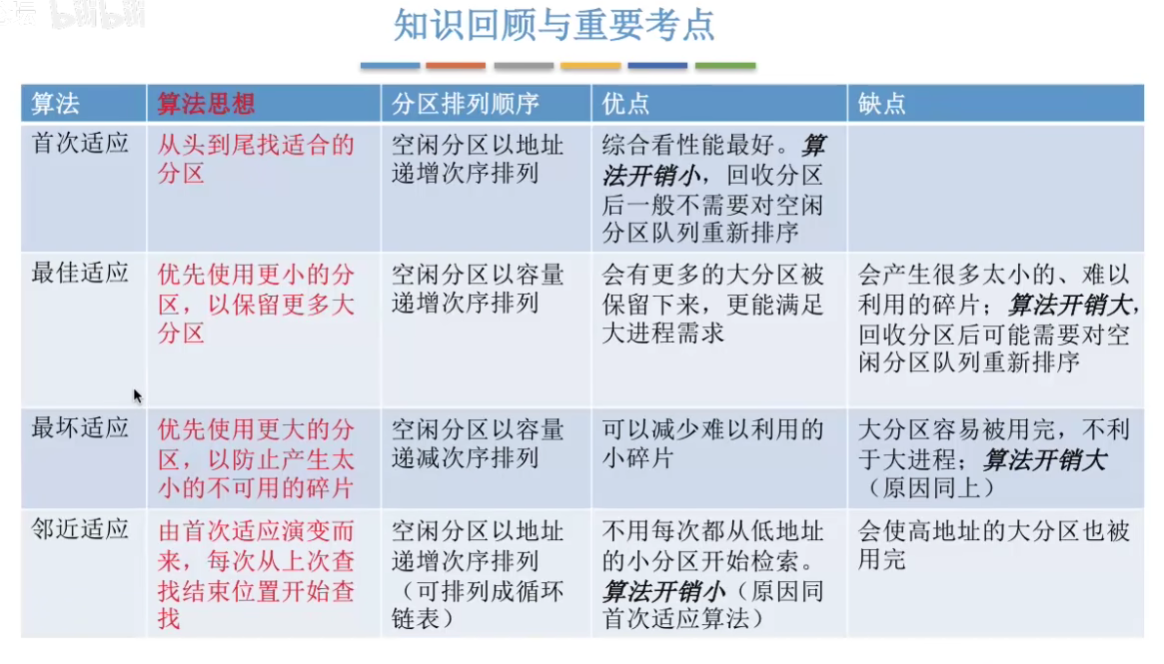 bilibili
知识回顾与重要考点
算法
算法思想
分区排列顺序
优点
缺点
首次适应
从头到尾找适合的
分区
空闲分区以地址
递增次序排列
综合看性能最好。算
法开销小，回收分区
后一般不需要对空闲
分区队列重新排序
最佳适应
优先使用更小的分
区，以保留更多大
分区
空闲分区以容量
递增次序排列
会有更多的大分区被
保留下来，更能满足
大进程需求
会产生很多太小的、难以
利用的碎片；算法开销大，
回收分区后可能需要对空
闲分区队列重新排序
最坏适应
优先使用更大的分
区，以防止产生太
小的不可用的碎片
空闲分区以容量
递减次序排列
可以减少难以利用的
小碎片
大分区容易被用完，不利
于大进程；算法开销大
（原因同上）
邻近适应
由首次适应演变而
来，每次从上次查
找结束位置开始查
找
空闲分区以地址
递增次序排列
（可排列成循环
链表）
不用每次都从低地址
的小分区开始检索。
算法开销小（原因同
首次适应算法）
会使高地址的大分区也被
用完